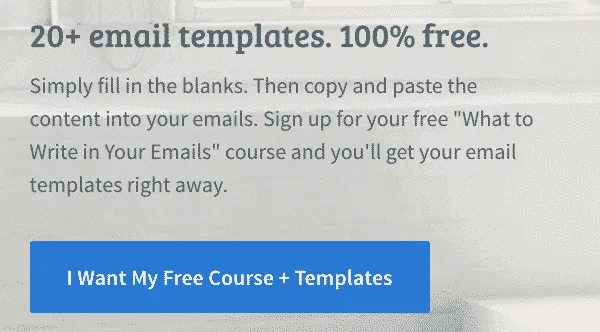 20+ email templates. 100% free.
Simply fill in the blanks. Then copy and paste the
content into your emails. Sign up for your free "What to
Write in Your Emails" course and you'll get your email
templates right away.
I Want My Free Course + Templates